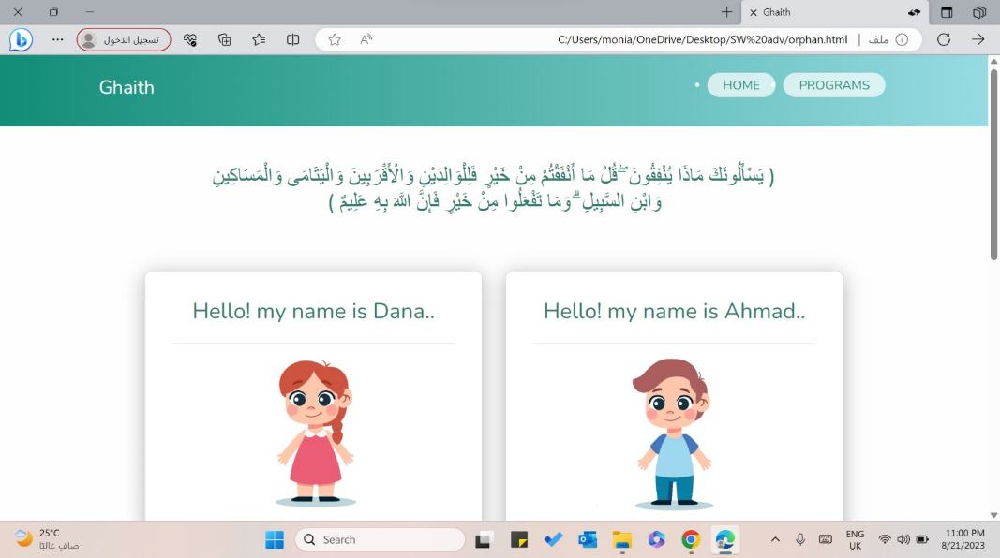 Ghaith
تسجيل الدخول
C:/Users/monia/OneDrive/Desktop/SW%20adv/orphan.html | ملف
Ghaith
HOME
PROGRAMS
( يَسْأَلُونَكَ مَاذَا يُنْفِقُونَ ۖ قُلْ مَا أَنْفَقْتُمْ مِنْ خَيْرٍ فَلِلْوَالِدَيْنِ وَالْأَقْرَبِينَ وَالْيَتَامَى وَالْمَسَاكِينِ
وَابْنِ السَّبِيلِ ۗ وَمَا تَفْعَلُوا مِنْ خَيْرٍ فَإِنَّ اللَّهَ بِهِ عَلِيمٌ )
Hello! my name is Dana..
Hello! my name is Ahmad..
25°C
صافٍ غالبًا
Search
ENG
UK
11:00 PM
8/21/2023